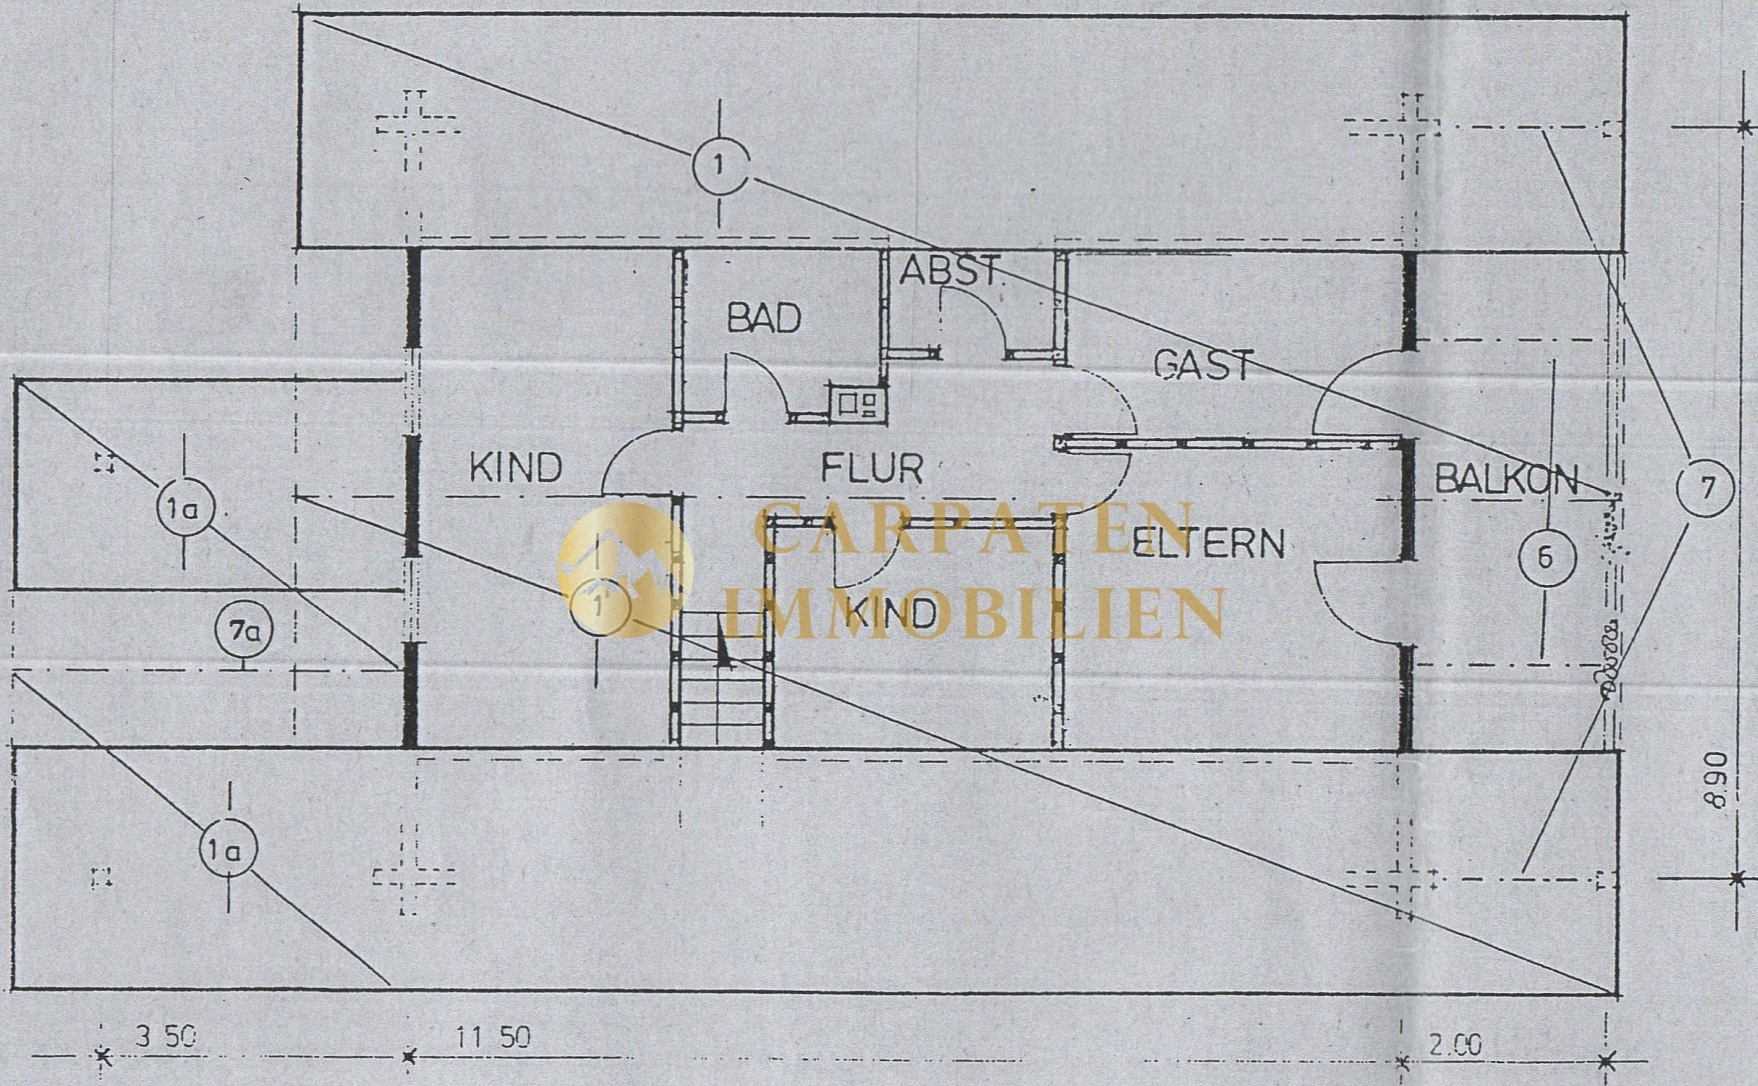 1
7
ABST.
BAD
GAST
KIND
FLUR
BALKON
1a
CARPATEN
ELTERN
6
1
IMMOBILIEN
KIND
7a
8.90
1a
3.50
11.50
2.00